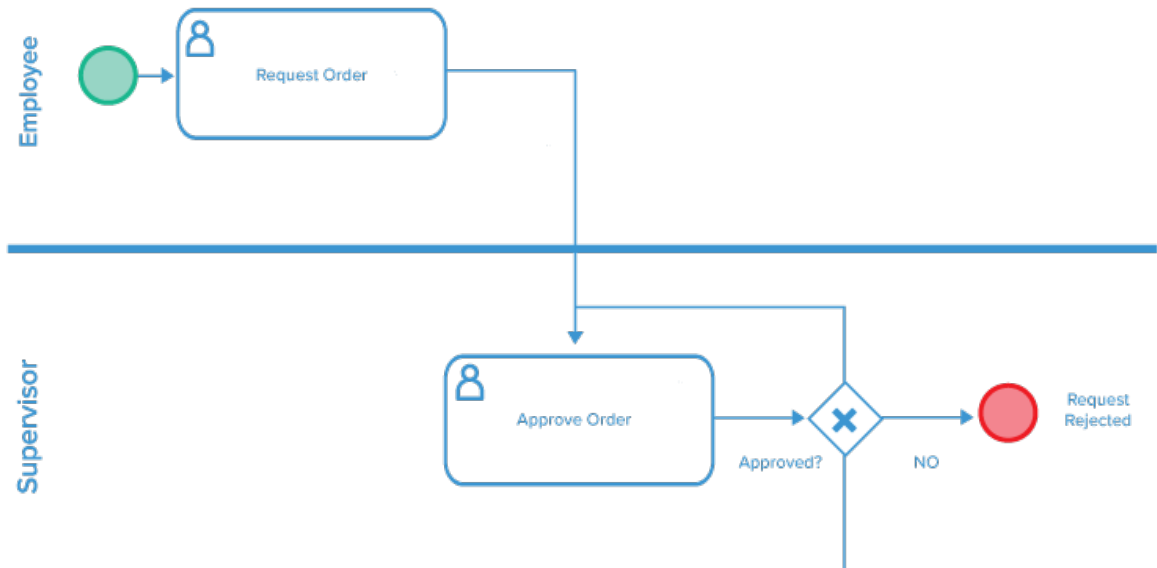 Employee
Request Order
Supervisor
Approve Order
Approved?
NO
Request
Rejected